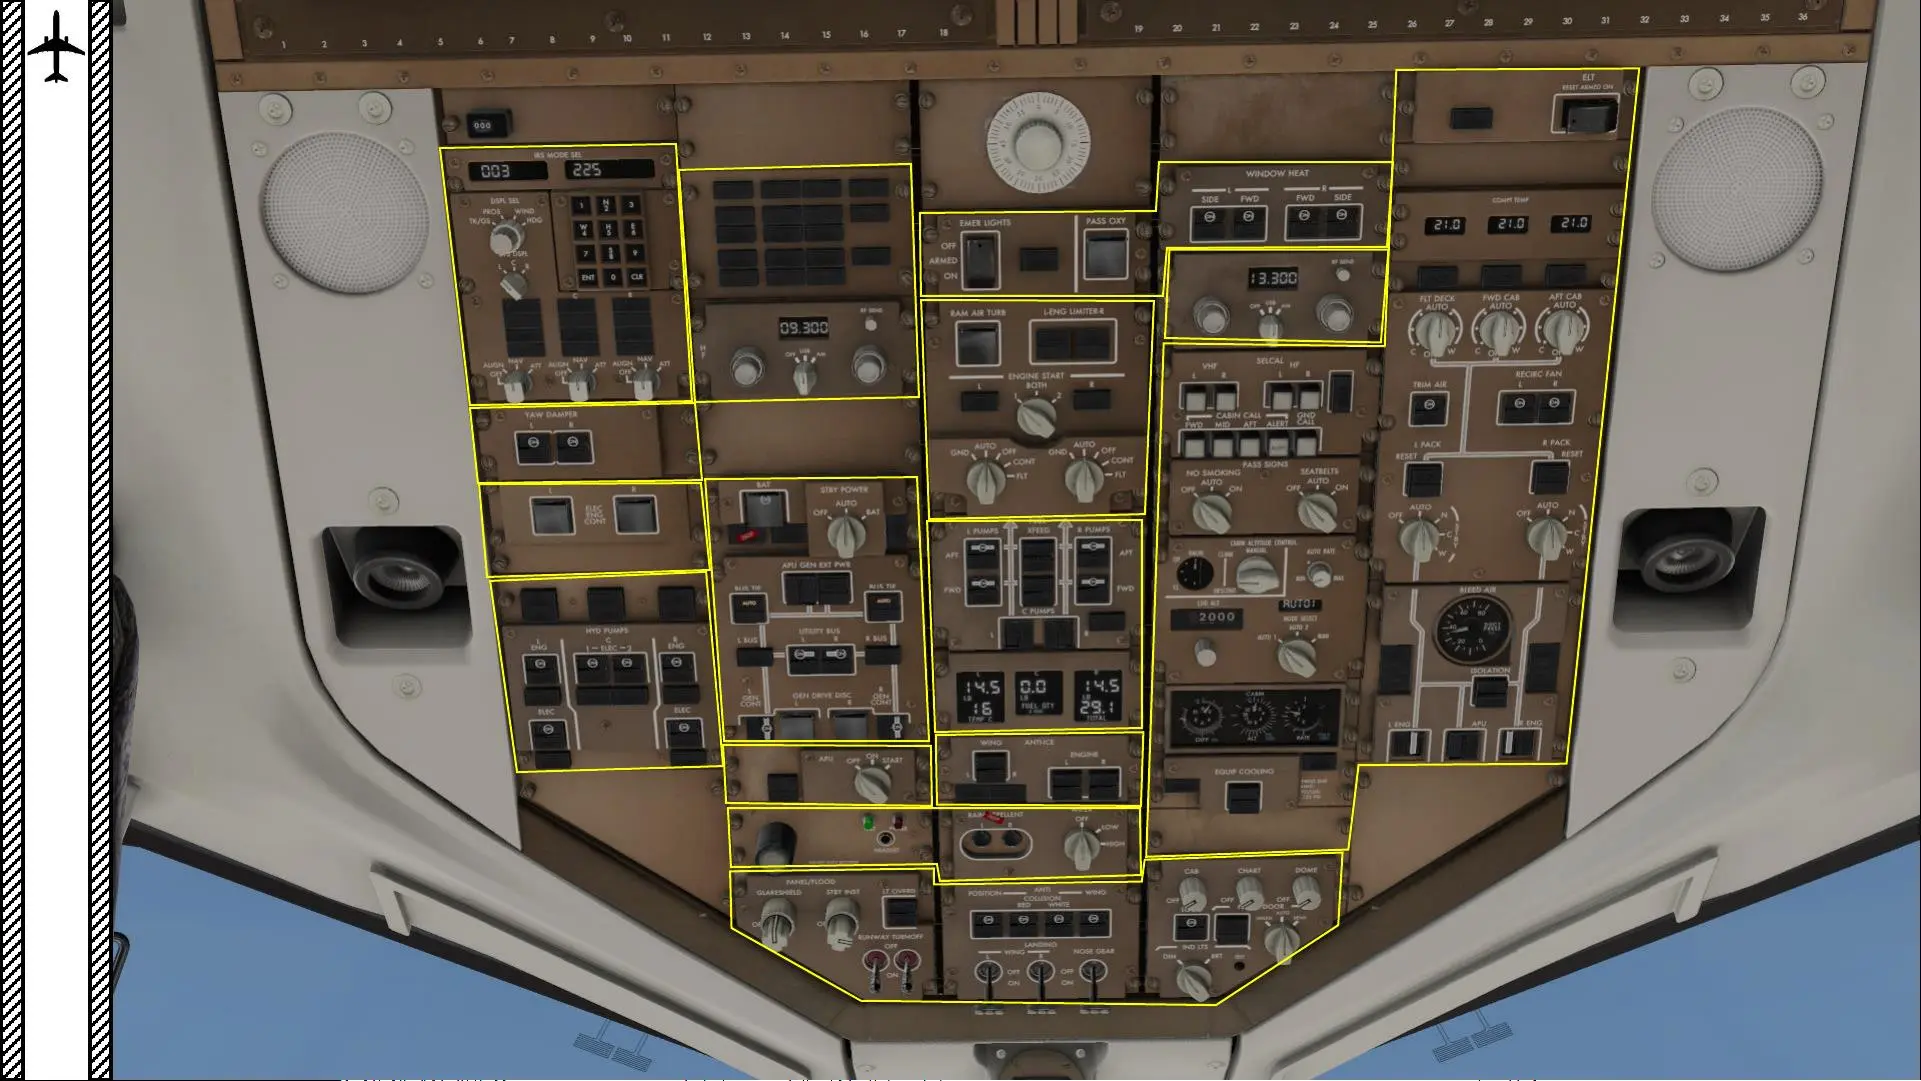 1 2 3 4 5 6 7 8 9 10 11 12 13 14 15 16 17 18 19 20 21 22 23 24 25 26 27 28 29 30 31 32 33 34 35 36
000
IRS MODE SEL
003 225
DSPL SEL
POS WIND
TK/GS HDG
SYS DSPL
L C R
1 N 2 3
W 4 H 5 E 6
7 S 8 9
ENT 0 CLR
ALIGN NAV ATT
OFF
ALIGN NAV ATT
OFF
ALIGN NAV ATT
OFF
YAW DAMPER
L R
L R
ELEC
ENG
CONT
HYD PUMPS
L C R
ENG 1 ELEC 2 ENG
ELEC ELEC
09.300
HF
OFF USB AM
BAT
STBY POWER
AUTO
OFF BAT
APU GEN EXT PWR
BUS TIE BUS TIE
AUTO AUTO
UTILITY BUS
L BUS L R R BUS
L GEN CONT
GEN DRIVE DISC
L R
R GEN CONT
APU
OFF ON START
HEADSET
PANEL/FLOOD
GLARESHIELD STBY INST LT OVRRD
RUNWAY TURNOFF
OFF
ON
EMER LIGHTS
OFF
ARMED
ON
PASS OXY
RAM AIR TURB L-ENG LIMITER-R
ENGINE START
L BOTH R
1 2
AUTO
GND OFF
CONT
FLT
AUTO
GND OFF
CONT
FLT
L PUMPS XFEED R PUMPS
AFT AFT
FWD FWD
C PUMPS
L R
14.5 0.0 14.5
LB LB LB
16 FUEL QTY 29.1
TEMP C TOTAL
WING ANTI-ICE ENGINE
L R L R
RAIN REPELLENT
L R
OFF
LOW
HIGH
POSITION ANTI COLLISION WING
RED WHITE
LANDING
L WING R NOSE GEAR
OFF OFF
ON ON
WINDOW HEAT
L R
SIDE FWD FWD SIDE
13.300
OFF USB AM
SELCAL
VHF HF
L R L R
CABIN CALL GND CALL
FWD MID AFT ALERT
PASS SIGNS
NO SMOKING SEATBELTS
AUTO AUTO
OFF ON OFF ON
CABIN ALTITUDE CONTROL
MANUAL AUTO RATE
CLIMB
DESCEND
MIN MAX
LDG ALT AUTO1
2000 MODE SELECT
AUTO 1 AUTO 2 MAN
CABIN
DIFF ALT RATE
EQUIP COOLING
CAB CHART DOME
OFF OFF OFF
DOOR
IND LTS
DIM BRT
ELT
RESET ARMED ON
COMPT TEMP
21.0 21.0 21.0
FLT DECK FWD CAB AFT CAB
AUTO AUTO AUTO
C W C W C W
TRIM AIR RECIRC FAN
L R
L PACK R PACK
RESET RESET
AUTO AUTO
OFF N OFF N
C C
W W
BLEED AIR
DUCT PRESS
ISOLATION
L ENG APU R ENG